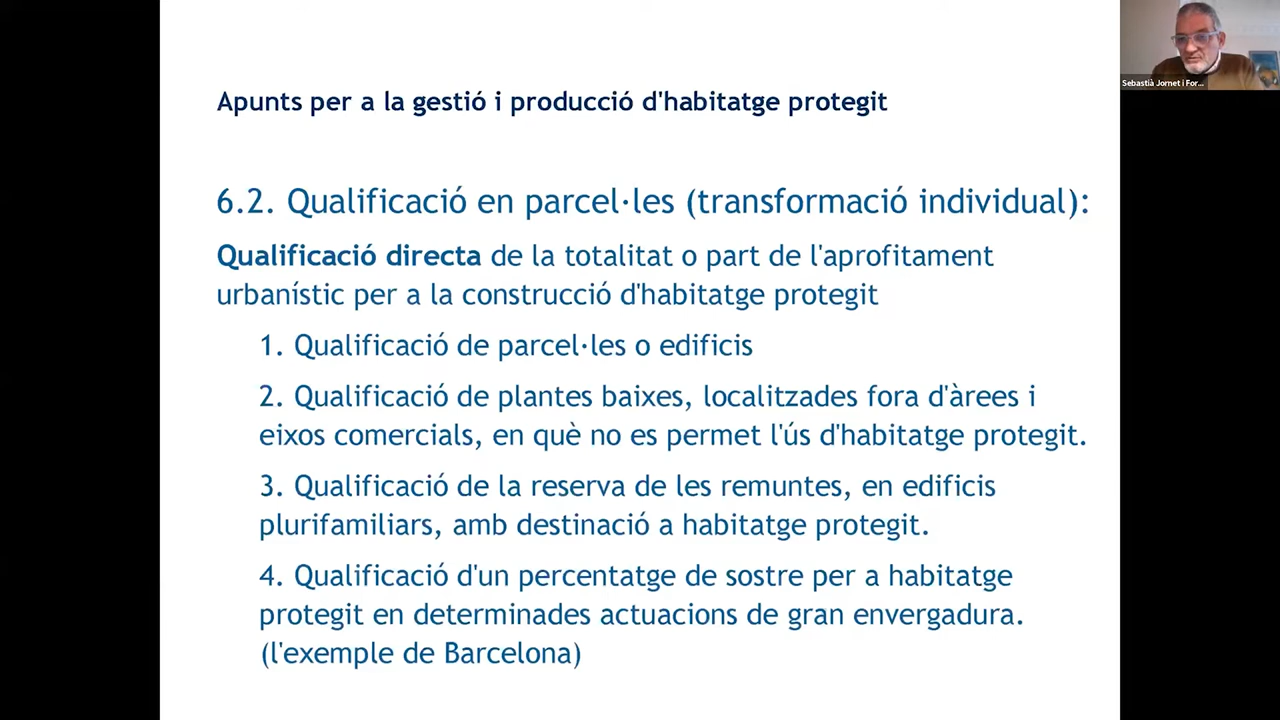 Apunts per a la gestió i producció d'habitatge protegit
Sebastià Jornet i For...
6.2. Qualificació en parcel·les (transformació individual):
Qualificació directa de la totalitat o part de l'aprofitament
urbanístic per a la construcció d'habitatge protegit
1. Qualificació de parcel·les o edificis
2. Qualificació de plantes baixes, localitzades fora d'àrees i
eixos comercials, en què no es permet l'ús d'habitatge protegit.
3. Qualificació de la reserva de les remuntes, en edificis
plurifamiliars, amb destinació a habitatge protegit.
4. Qualificació d'un percentatge de sostre per a habitatge
protegit en determinades actuacions de gran envergadura.
(l'exemple de Barcelona)